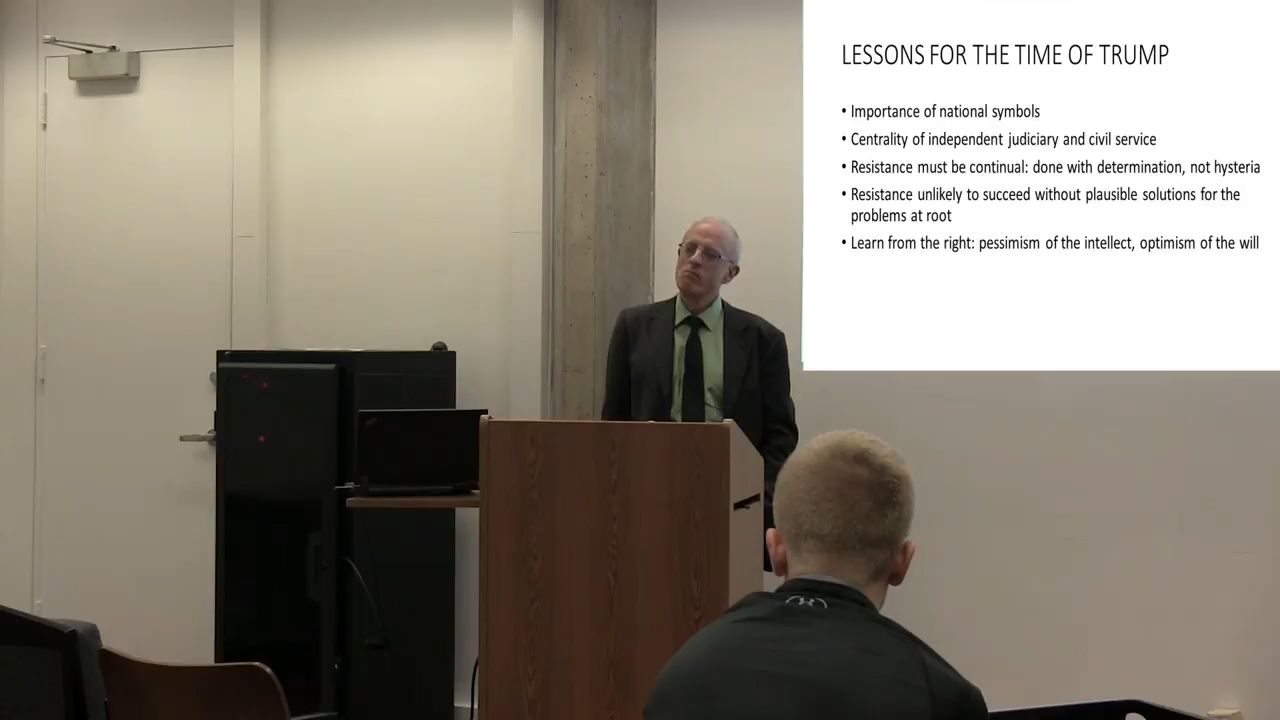 LESSONS FOR THE TIME OF TRUMP
• Importance of national symbols
• Centrality of independent judiciary and civil service
• Resistance must be continual: done with determination, not hysteria
• Resistance unlikely to succeed without plausible solutions for the
problems at root
• Learn from the right: pessimism of the intellect, optimism of the will